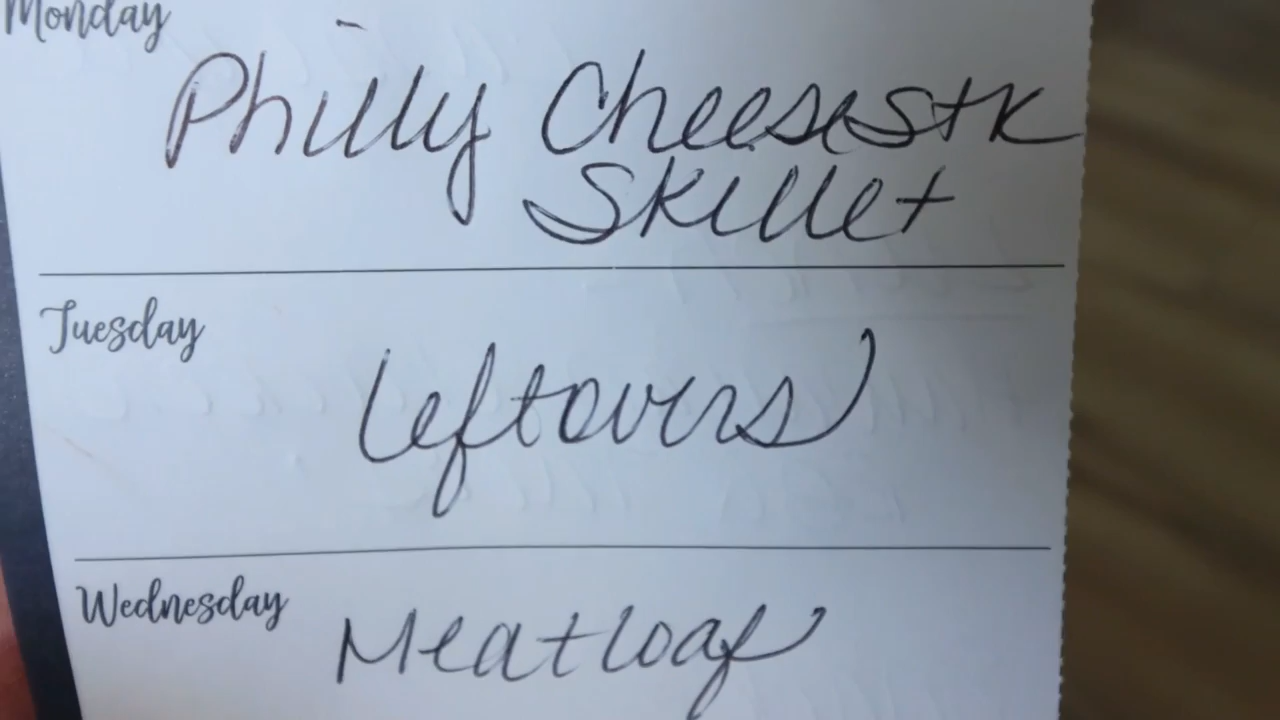 Monday
Philly Cheesestk
Skillet
Tuesday
Leftovers
Wednesday
Meatloaf